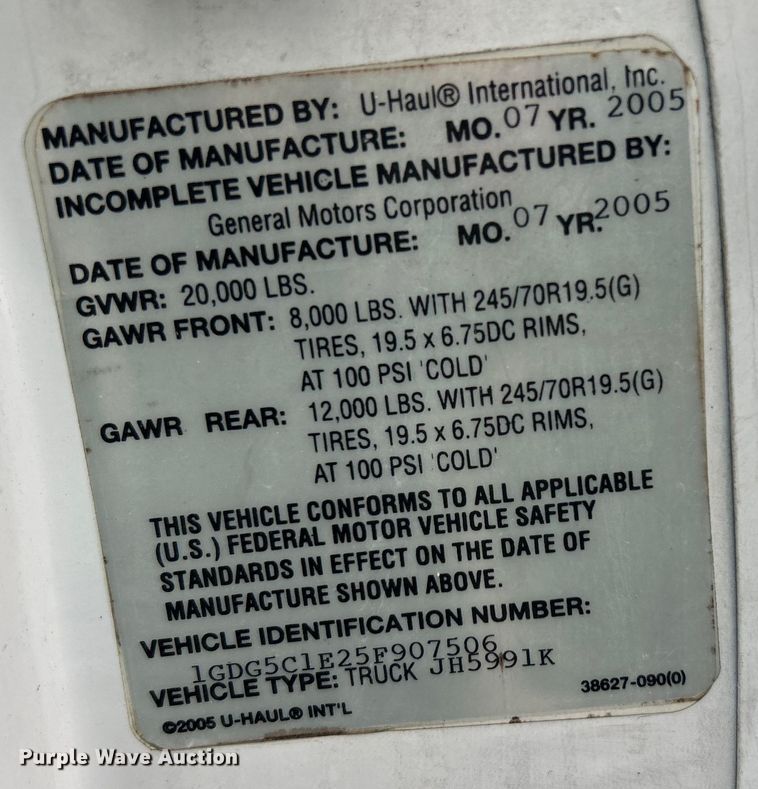 MANUFACTURED BY: U-Haul® International, Inc.
DATE OF MANUFACTURE: MO. 07 YR. 2005
INCOMPLETE VEHICLE MANUFACTURED BY:
General Motors Corporation
DATE OF MANUFACTURE: MO. 07 YR. 2005
GVWR: 20,000 LBS.
GAWR FRONT: 8,000 LBS. WITH 245/70R19.5(G)
TIRES, 19.5 x 6.75DC RIMS,
AT 100 PSI 'COLD'
GAWR REAR: 12,000 LBS. WITH 245/70R19.5(G)
TIRES, 19.5 x 6.75DC RIMS,
AT 100 PSI 'COLD'
THIS VEHICLE CONFORMS TO ALL APPLICABLE
(U.S.) FEDERAL MOTOR VEHICLE SAFETY
STANDARDS IN EFFECT ON THE DATE OF
MANUFACTURE SHOWN ABOVE.
VEHICLE IDENTIFICATION NUMBER:
1GDG5C1E25F907506
VEHICLE TYPE: TRUCK JH5991K
©2005 U-HAUL® INT'L 38627-090(0)
Purple Wave Auction